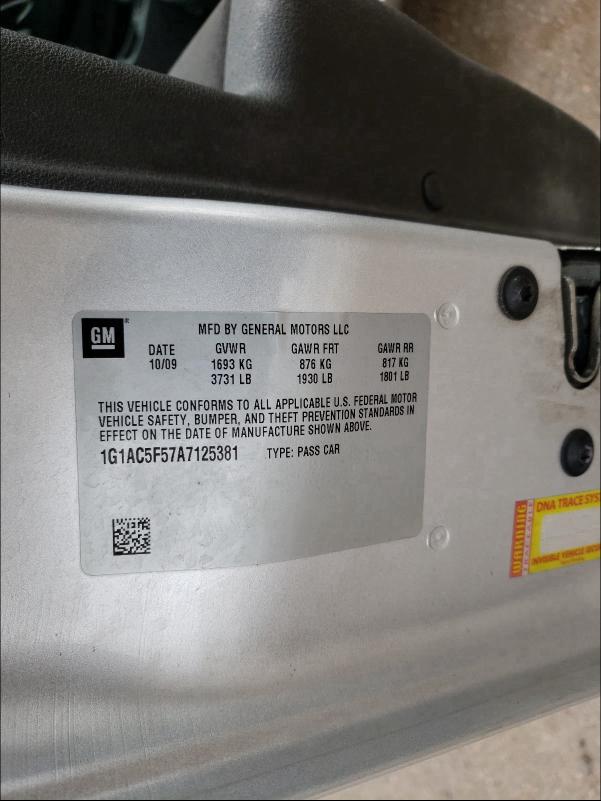 GM
MFD BY GENERAL MOTORS LLC
DATE GVWR GAWR FRT GAWR RR
10/09 1693 KG 876 KG 817 KG
3731 LB 1930 LB 1801 LB
THIS VEHICLE CONFORMS TO ALL APPLICABLE U.S. FEDERAL MOTOR
VEHICLE SAFETY, BUMPER, AND THEFT PREVENTION STANDARDS IN
EFFECT ON THE DATE OF MANUFACTURE SHOWN ABOVE.
1G1AC5F57A7125381 TYPE: PASS CAR
WARNING
DNA TRACE
INVISIBLE VEHICLE